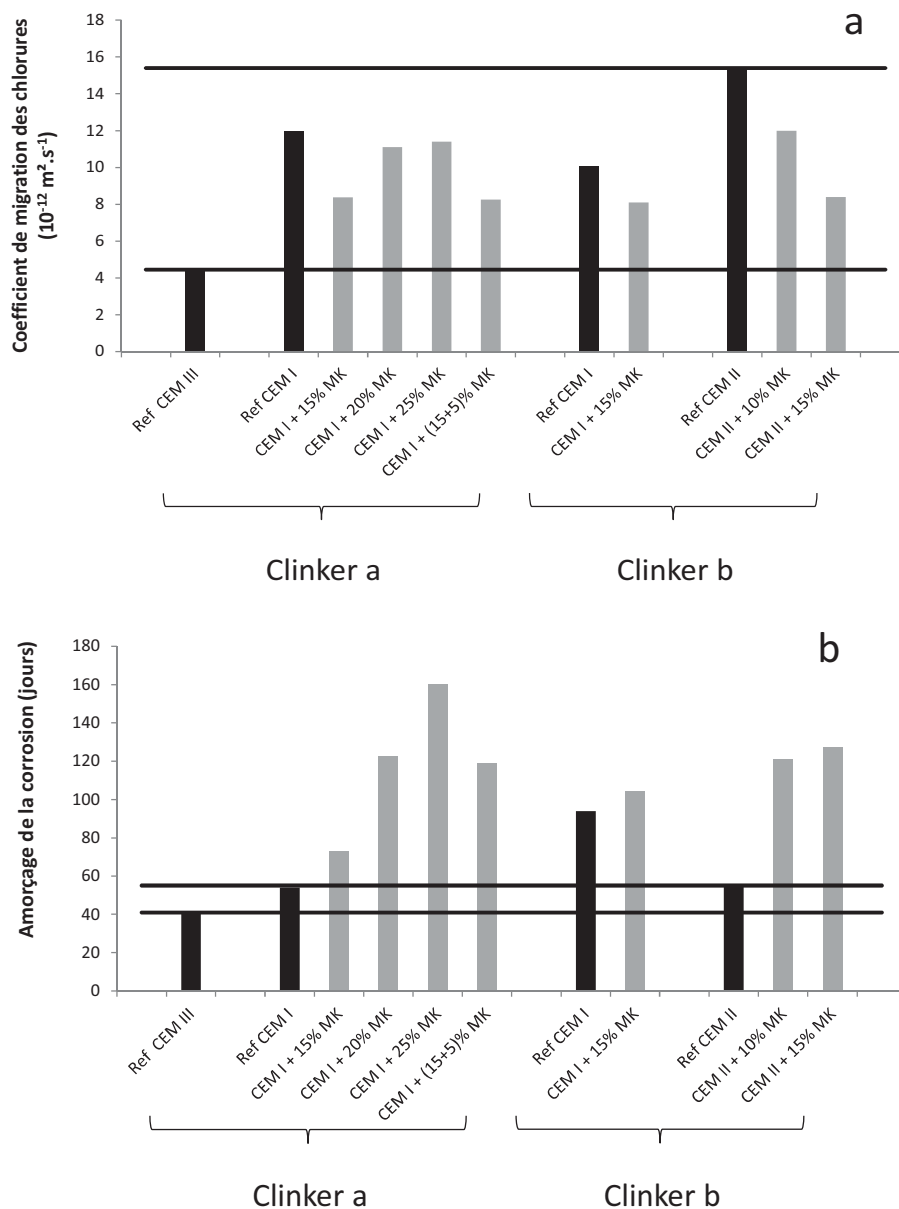 a
Coefficient de migration des chlorures
(10⁻¹² m².s⁻¹)
18
16
14
12
10
8
6
4
2
0
Ref CEM III
Ref CEM I
CEM I + 15% MK
CEM I + 20% MK
CEM I + 25% MK
CEM I + (15+5)% MK
Ref CEM I
CEM I + 15% MK
Ref CEM II
CEM II + 10% MK
CEM II + 15% MK
Clinker a
Clinker b
b
Amorçage de la corrosion (jours)
180
160
140
120
100
80
60
40
20
0
Ref CEM III
Ref CEM I
CEM I + 15% MK
CEM I + 20% MK
CEM I + 25% MK
CEM I + (15+5)% MK
Ref CEM I
CEM I + 15% MK
Ref CEM II
CEM II + 10% MK
CEM II + 15% MK
Clinker a
Clinker b